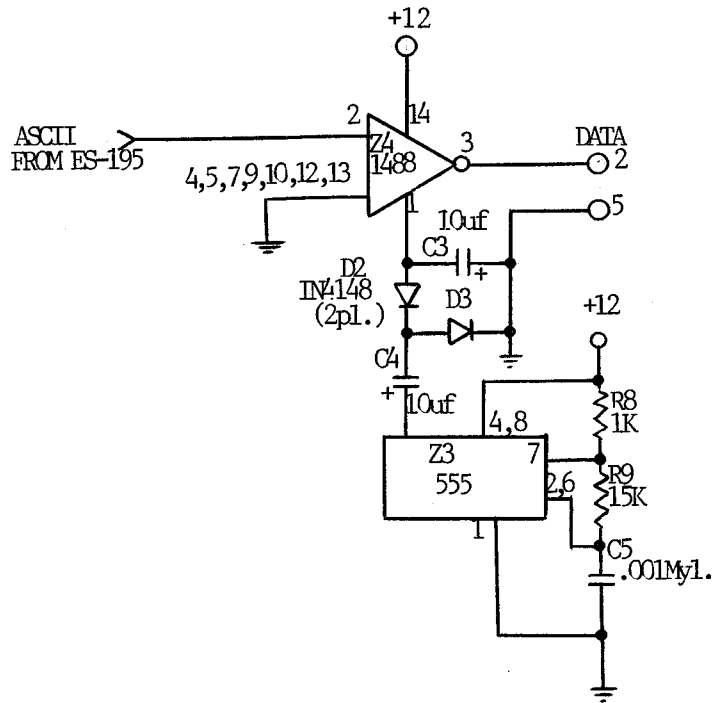 +12
14
2
3
Z4
1488
ASCII
FROM ES-195
DATA
2
4,5,7,9,10,12,13
1
5
10uf
C3
+
D2
IN4148
(2pl.)
D3
+12
C4
+
10uf
4,8
R8
1K
Z3
7
555
2,6
R9
15K
1
C5
.001Myl.